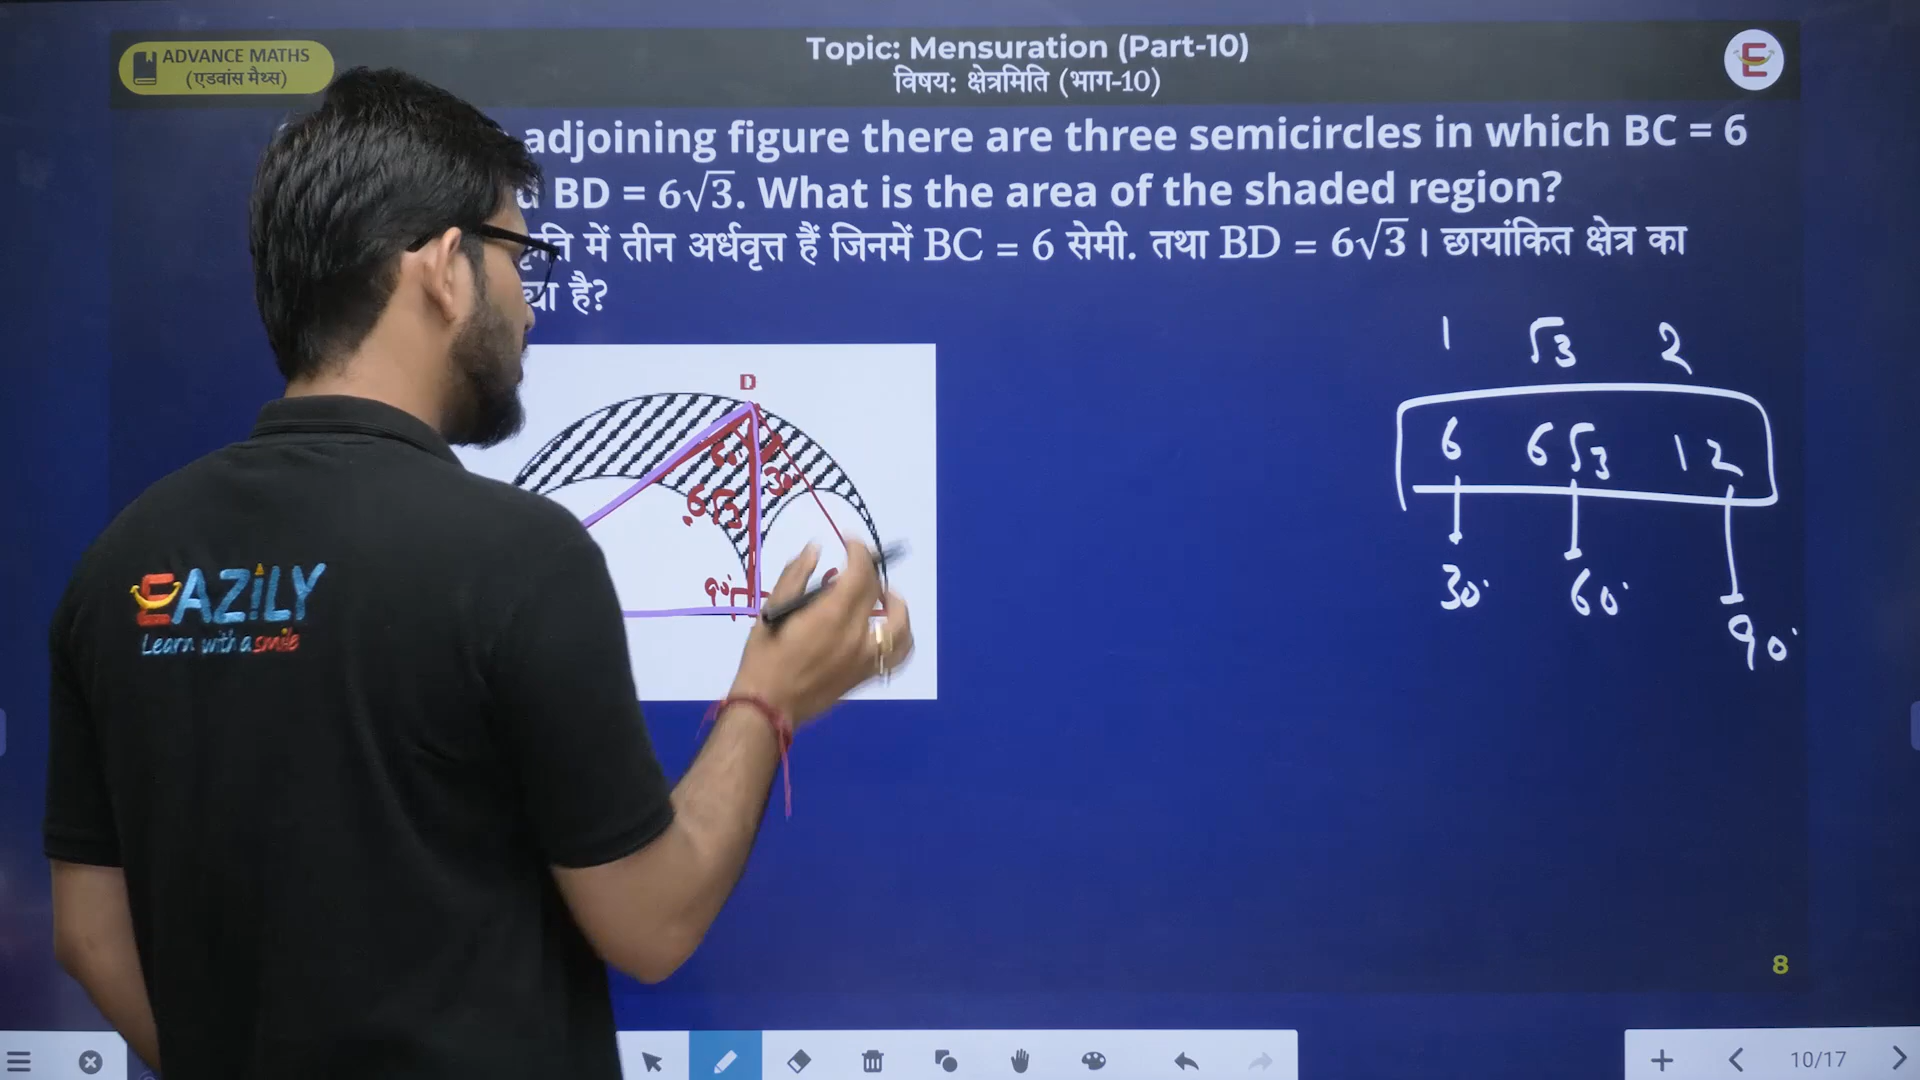 ADVANCE MATHS
(एडवांस मैथ्स)
Topic: Mensuration (Part-10)
विषय: क्षेत्रमिति (भाग-10)
E
adjoining figure there are three semicircles in which BC = 6
BD = 6√3. What is the area of the shaded region?
में तीन अर्धवृत्त हैं जिनमें BC = 6 सेमी. तथा BD = 6√3। छायांकित क्षेत्र का
है?
1 √3 2
6 6√3 12
30° 60° 90°
D
6√3
90°
EAZILY
Learn with a smile
8
10/17